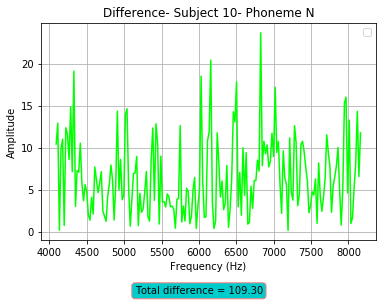 Difference- Subject 10- Phoneme N
Amplitude
20
15
10
5
0
4000 4500 5000 5500 6000 6500 7000 7500 8000
Frequency (Hz)
Total difference = 109.30